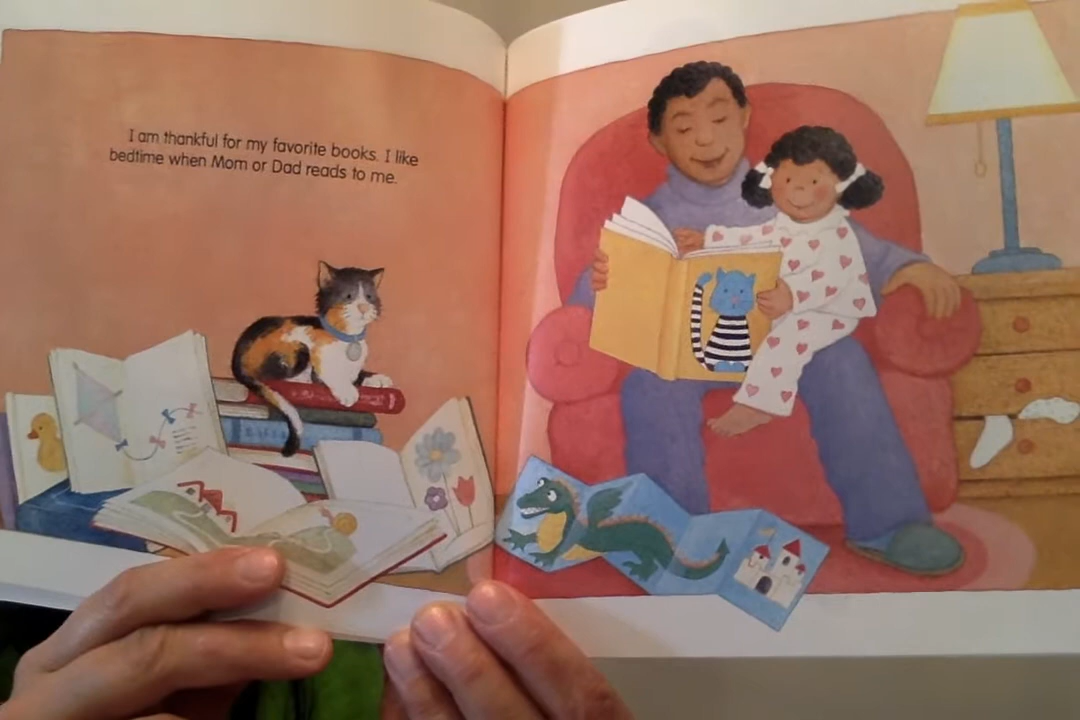 I am thankful for my favorite books. I like
bedtime when Mom or Dad reads to me.